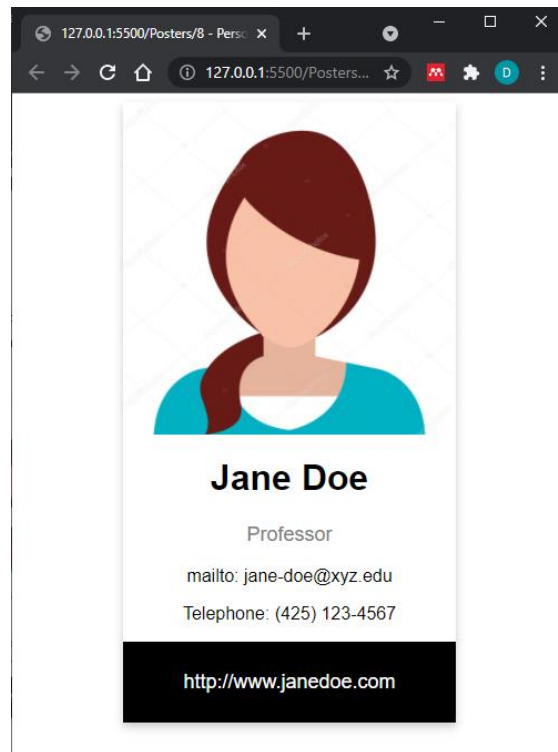 127.0.0.1:5500/Posters/8 - Perso
127.0.0.1:5500/Posters...
D
Jane Doe
Professor
mailto: jane-doe@xyz.edu
Telephone: (425) 123-4567
http://www.janedoe.com